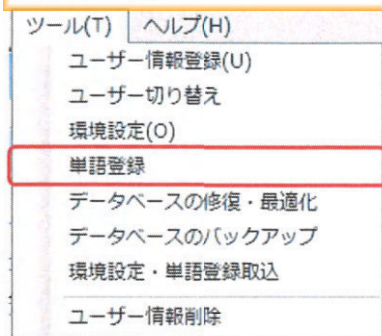 ツール(T) ヘルプ(H)
ユーザー情報登録(U)
ユーザー切り替え
環境設定(O)
単語登録
データベースの修復・最適化
データベースのバックアップ
環境設定・単語登録取込
ユーザー情報削除